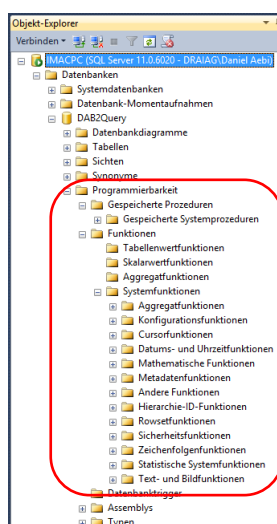 Objekt-Explorer
Verbinden
IMACPC (SQL Server 11.0.6020 - DRAIAG\Daniel Aebi)
Datenbanken
Systemdatenbanken
Datenbank-Momentaufnahmen
DAB2Query
Datenbankdiagramme
Tabellen
Sichten
Synonyme
Programmierbarkeit
Gespeicherte Prozeduren
Gespeicherte Systemprozeduren
Funktionen
Tabellenwertfunktionen
Skalarwertfunktionen
Aggregatfunktionen
Systemfunktionen
Aggregatfunktionen
Konfigurationsfunktionen
Cursorfunktionen
Datums- und Uhrzeitfunktionen
Mathematische Funktionen
Metadatenfunktionen
Andere Funktionen
Hierarchie-ID-Funktionen
Rowsetfunktionen
Sicherheitsfunktionen
Zeichenfolgenfunktionen
Statistische Systemfunktionen
Text- und Bildfunktionen
Datenbanktrigger
Assemblys
Typen